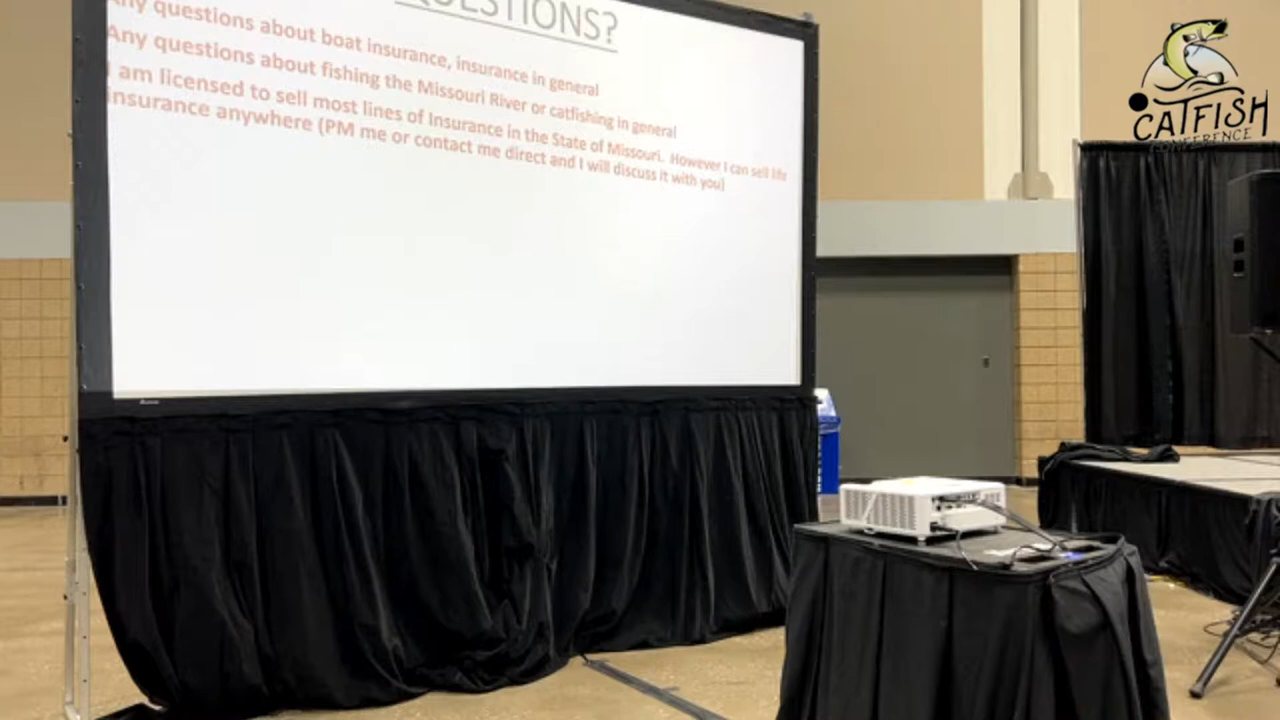 QUESTIONS?
Any questions about boat insurance, insurance in general
Any questions about fishing the Missouri River or catfishing in general
I am licensed to sell most lines of Insurance in the State of Missouri. However I can sell life
insurance anywhere (PM me or contact me direct and I will discuss it with you)
CATFISH
CONFERENCE